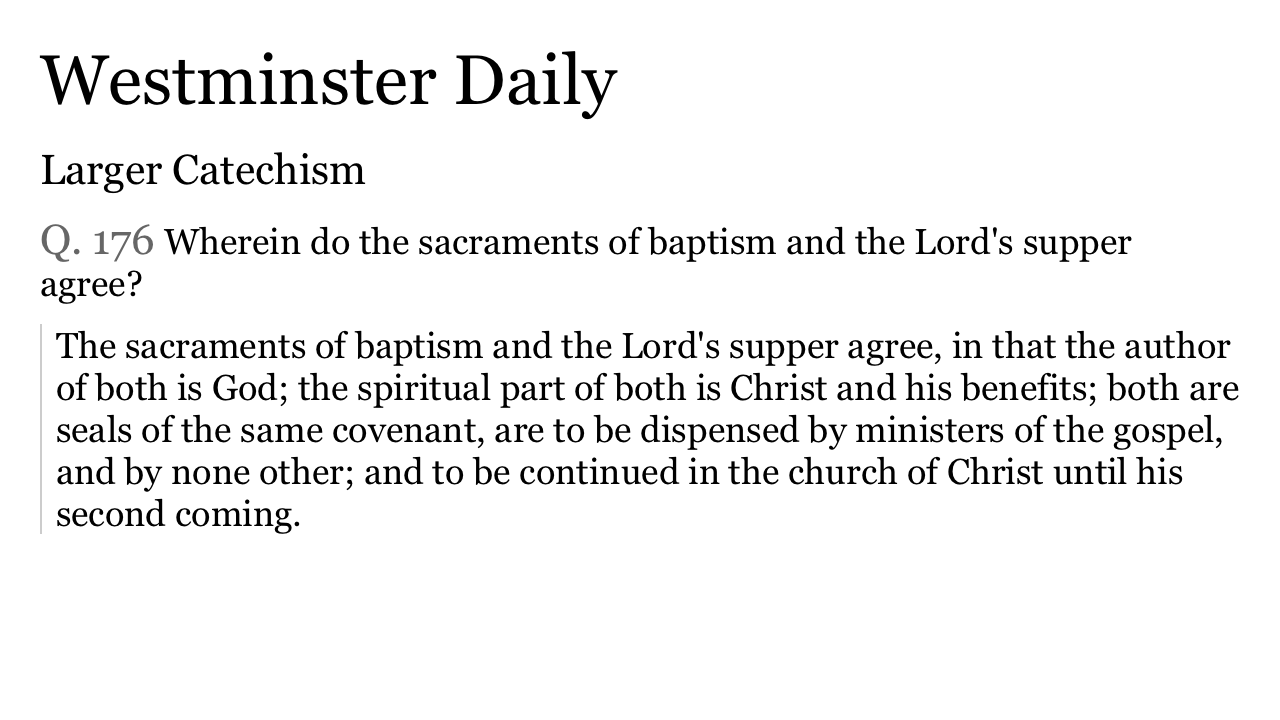 Westminster Daily
Larger Catechism
Q. 176 Wherein do the sacraments of baptism and the Lord's supper
agree?
The sacraments of baptism and the Lord's supper agree, in that the author
of both is God; the spiritual part of both is Christ and his benefits; both are
seals of the same covenant, are to be dispensed by ministers of the gospel,
and by none other; and to be continued in the church of Christ until his
second coming.